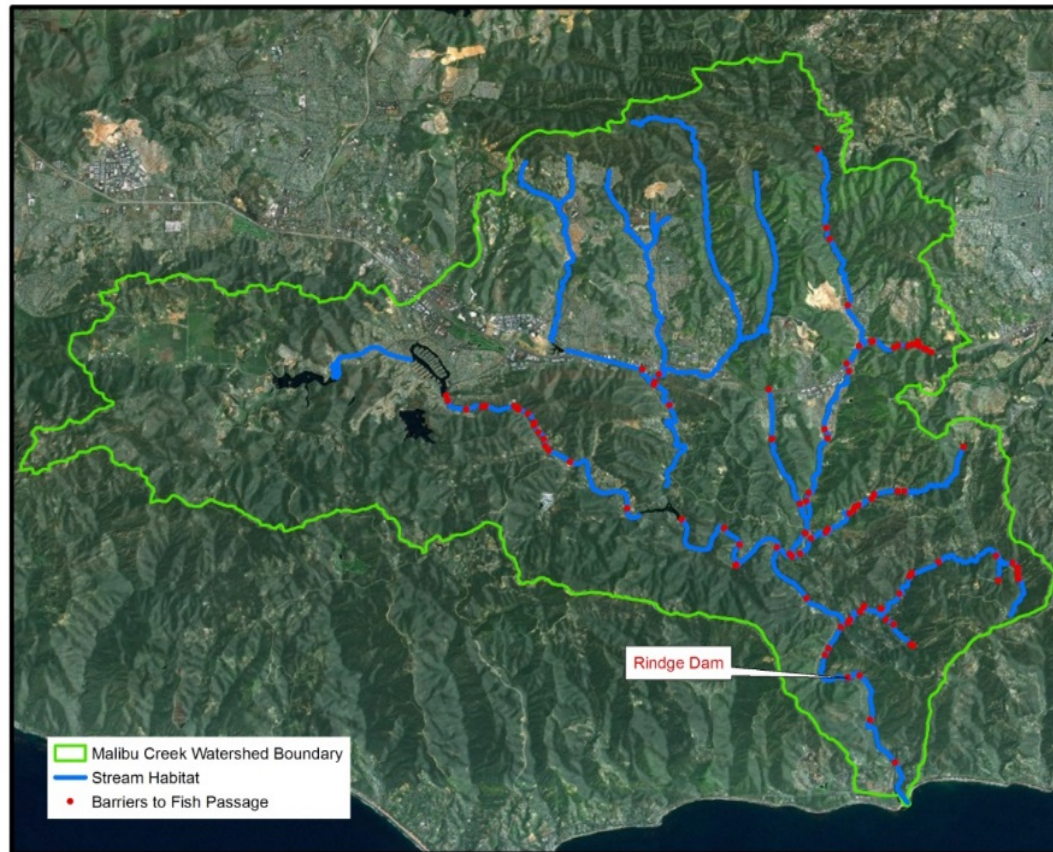 Rindge Dam
Malibu Creek Watershed Boundary
Stream Habitat
Barriers to Fish Passage